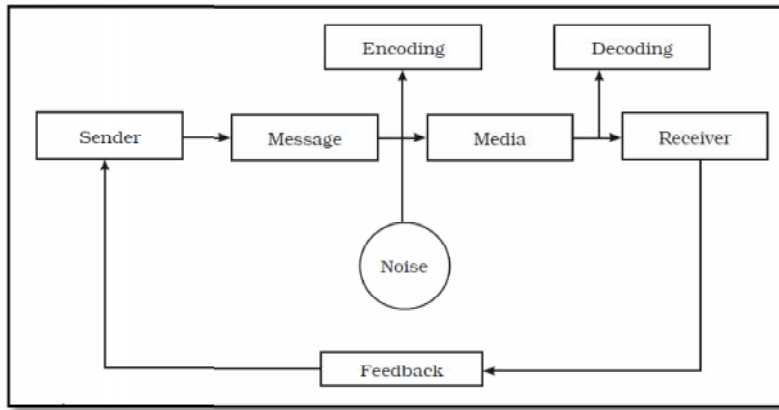 Encoding
Decoding
Sender
Message
Media
Receiver
Noise
Feedback